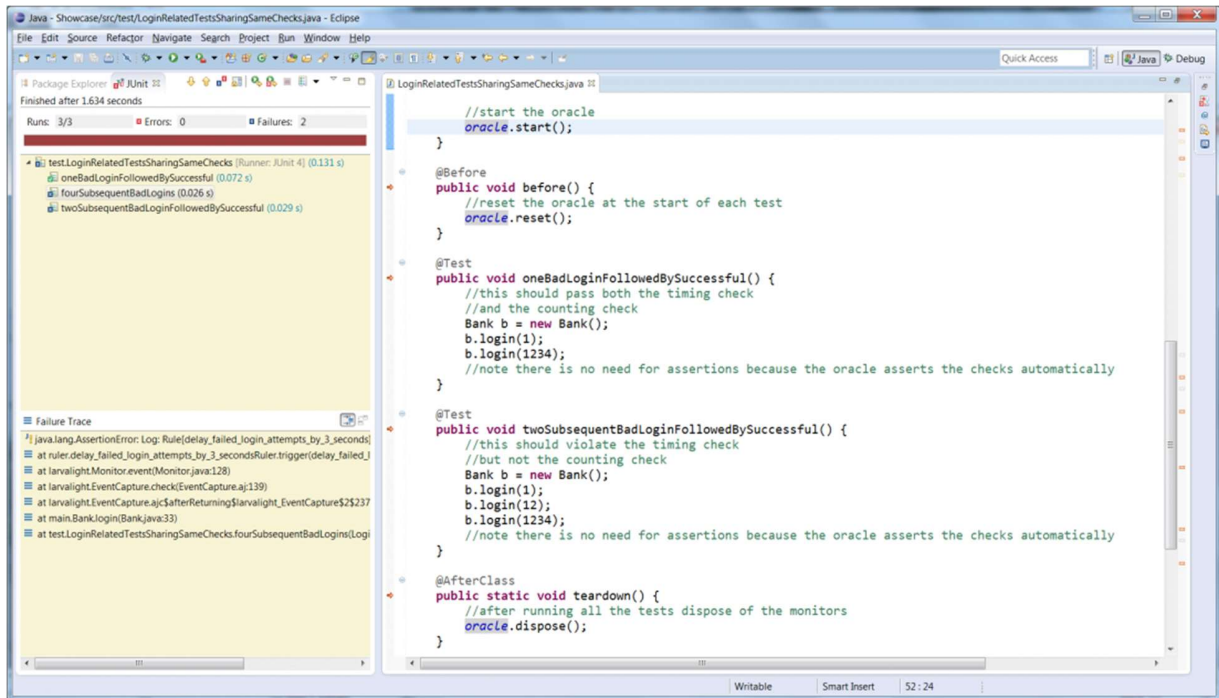 Java - Showcase/src/test/LoginRelatedTestsSharingSameChecks.java - Eclipse
File Edit Source Refactor Navigate Search Project Run Window Help
Quick Access Java Debug
Package Explorer JUnit
Finished after 1.634 seconds
Runs: 3/3 Errors: 0 Failures: 2
test.LoginRelatedTestsSharingSameChecks [Runner: JUnit 4] (0.131 s)
oneBadLoginFollowedBySuccessful (0.072 s)
fourSubsequentBadLogins (0.026 s)
twoSubsequentBadLoginFollowedBySuccessful (0.029 s)
Failure Trace
java.lang.AssertionError: Log: Rule[delay_failed_login_attempts_by_3_seconds]
at ruler.delay_failed_login_attempts_by_3_secondsRuler.trigger(delay_failed_l
at larvalight.Monitor.event(Monitor.java:128)
at larvalight.EventCapture.check(EventCapture.aj:139)
at larvalight.EventCapture.ajc$afterReturning$larvalight_EventCapture$2$237
at main.Bank.login(Bank.java:33)
at test.LoginRelatedTestsSharingSameChecks.fourSubsequentBadLogins(Logi
LoginRelatedTestsSharingSameChecks.java
//start the oracle
oracle.start();
}
@Before
public void before() {
//reset the oracle at the start of each test
oracle.reset();
}
@Test
public void oneBadLoginFollowedBySuccessful() {
//this should pass both the timing check
//and the counting check
Bank b = new Bank();
b.login(1);
b.login(1234);
//note there is no need for assertions because the oracle asserts the checks automatically
}
@Test
public void twoSubsequentBadLoginFollowedBySuccessful() {
//this should violate the timing check
//but not the counting check
Bank b = new Bank();
b.login(1);
b.login(12);
b.login(1234);
//note there is no need for assertions because the oracle asserts the checks automatically
}
@AfterClass
public static void teardown() {
//after running all the tests dispose of the monitors
oracle.dispose();
}
Writable Smart Insert 52 : 24